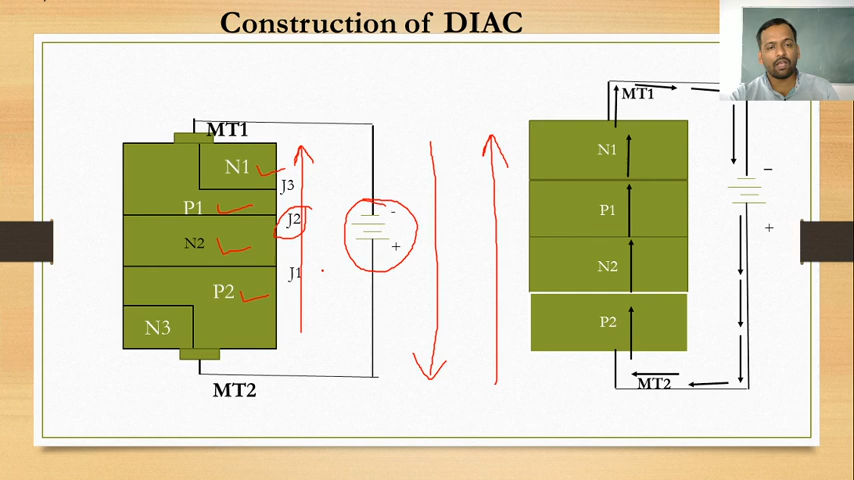 Construction of DIAC
MT1
N1
J3
P1
J2
N2
J1
P2
N3
MT2
-
+
MT1
N1
P1
N2
P2
MT2
−
+